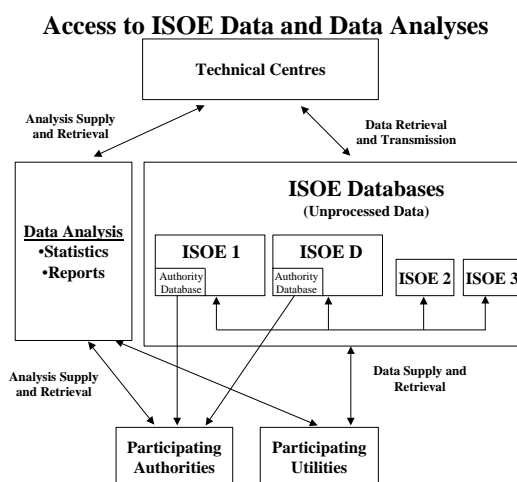 Access to ISOE Data and Data Analyses
Technical Centres
Analysis Supply
and Retrieval
Data Retrieval
and Transmission
ISOE Databases
(Unprocessed Data)
Data Analysis
•Statistics
•Reports
ISOE 1
Authority
Database
ISOE D
Authority
Database
ISOE 2
ISOE 3
Analysis Supply
and Retrieval
Data Supply and
Retrieval
Participating
Authorities
Participating
Utilities